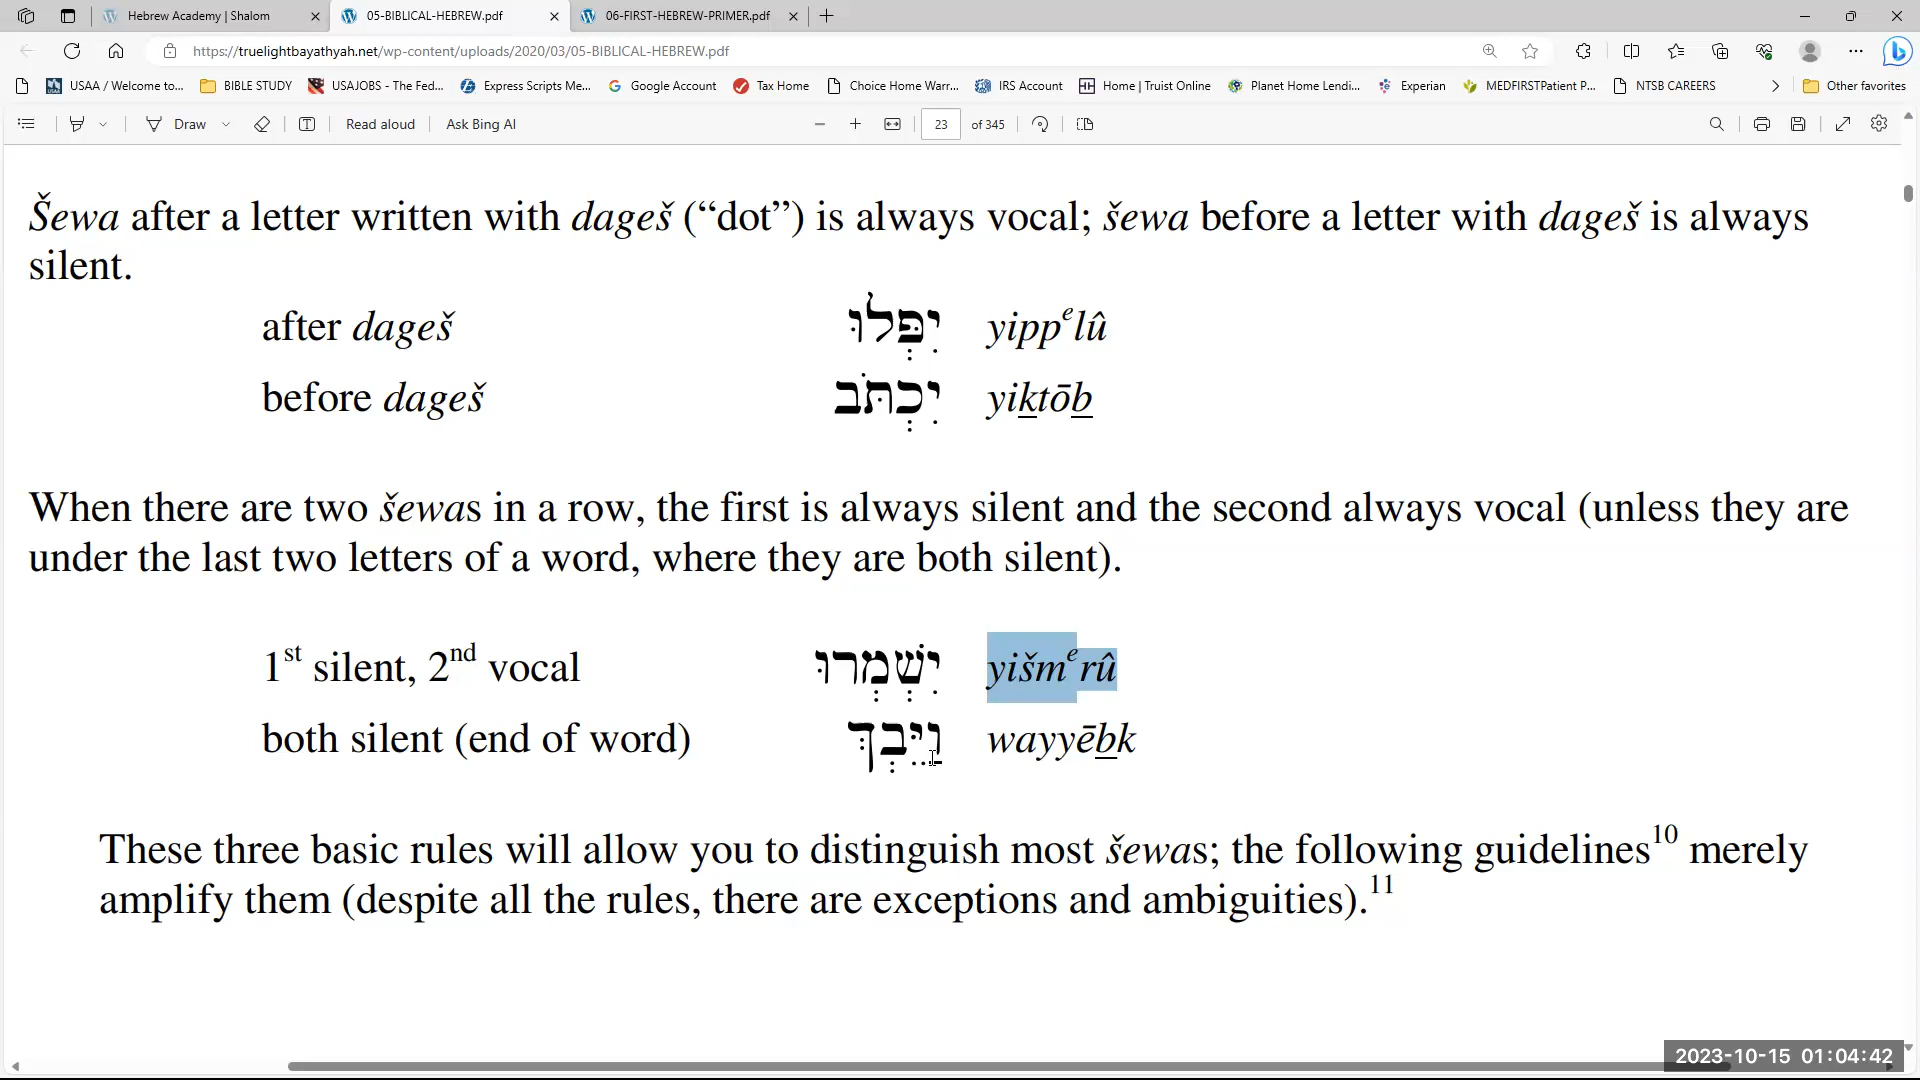 Hebrew Academy | Shalom
05-BIBLICAL-HEBREW.pdf
06-FIRST-HEBREW-PRIMER.pdf
https://truelightbayathyah.net/wp-content/uploads/2020/03/05-BIBLICAL-HEBREW.pdf
USAA / Welcome to... BIBLE STUDY USAJOBS - The Fed... Express Scripts Me... Google Account Tax Home Choice Home Warr... IRS Account Home | Truist Online Planet Home Lendi... Experian MEDFIRSTPatient P... NTSB CAREERS Other favorites
Draw Read aloud Ask Bing AI 23 of 345
Šewa after a letter written with dageš (“dot”) is always vocal; šewa before a letter with dageš is always
silent.
after dageš יִפְּלוּ yippᵉlû
before dageš יִכְתֹּב yiḵtōḇ
When there are two šewas in a row, the first is always silent and the second always vocal (unless they are
under the last two letters of a word, where they are both silent).
1st silent, 2nd vocal יִשְׁמְרוּ yišmᵉrû
both silent (end of word) וַיֵּבְךְ wayyēḇk
These three basic rules will allow you to distinguish most šewas; the following guidelines10 merely
amplify them (despite all the rules, there are exceptions and ambiguities).11
2023-10-15 01:04:42